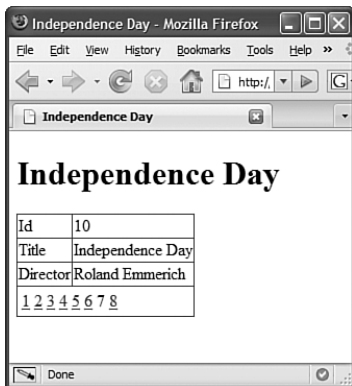 Independence Day - Mozilla Firefox
File Edit View History Bookmarks Tools Help »
http:/, G
Independence Day
Independence Day
Id 10
Title Independence Day
Director Roland Emmerich
1 2 3 4 5 6 7 8
Done